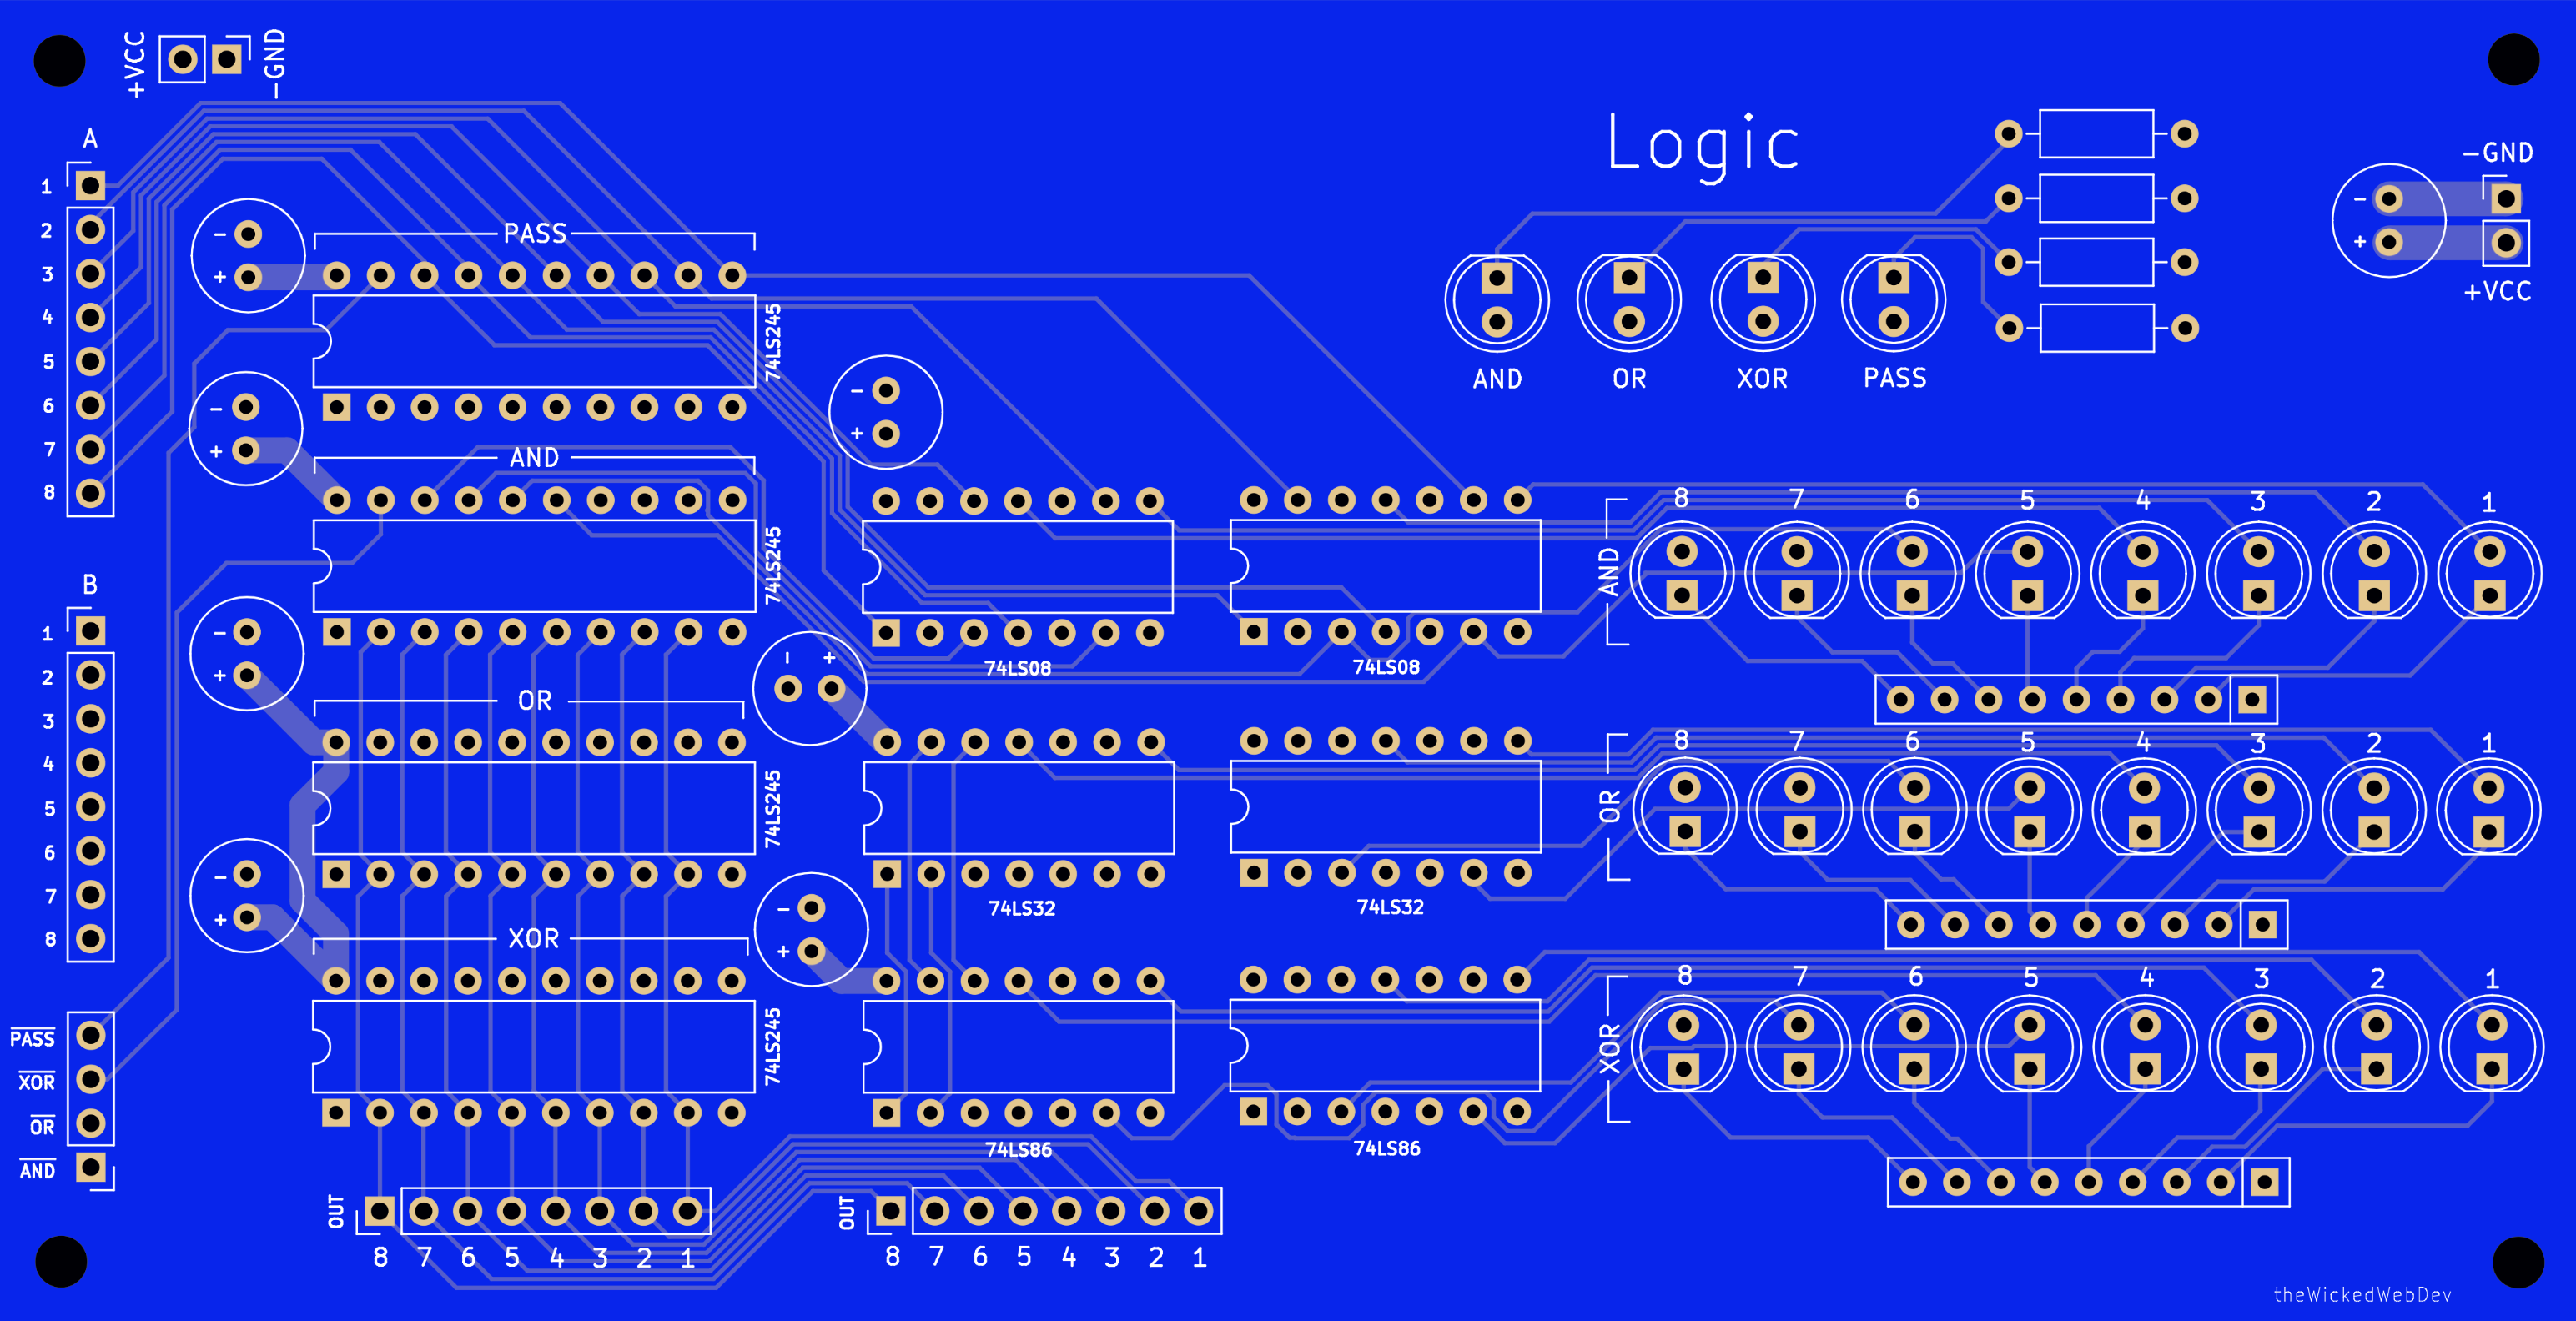 +VCC
-GND
Logic
A
1
2
3
4
5
6
7
8
-
+
PASS
74LS245
-
+
AND
74LS245
-
+
AND
OR
XOR
PASS
-GND
-
+
+VCC
B
1
2
3
4
5
6
7
8
-
+
OR
74LS245
- +
74LS08
74LS08
AND
8 7 6 5 4 3 2 1
-
+
XOR
74LS245
-
+
74LS32
74LS32
OR
8 7 6 5 4 3 2 1
PASS
XOR
OR
AND
74LS86
74LS86
XOR
8 7 6 5 4 3 2 1
OUT
8 7 6 5 4 3 2 1
OUT
8 7 6 5 4 3 2 1
theWickedWebDev